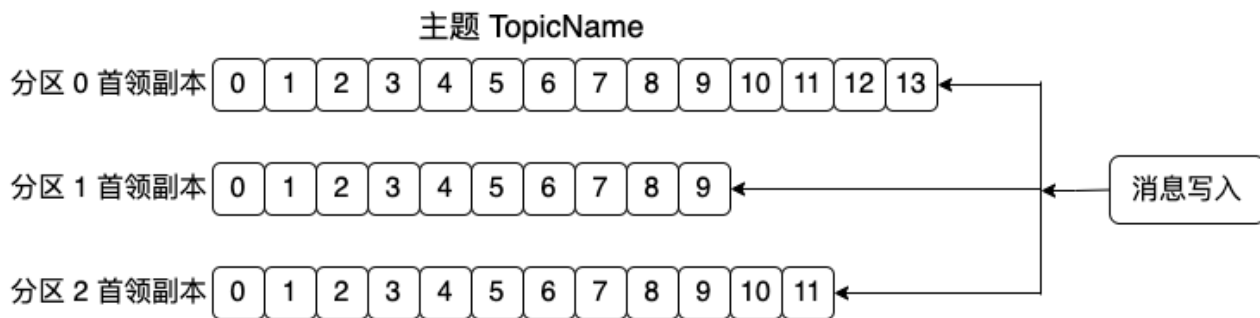 主题 TopicName
分区 0 首领副本 0 1 2 3 4 5 6 7 8 9 10 11 12 13
分区 1 首领副本 0 1 2 3 4 5 6 7 8 9
消息写入
分区 2 首领副本 0 1 2 3 4 5 6 7 8 9 10 11